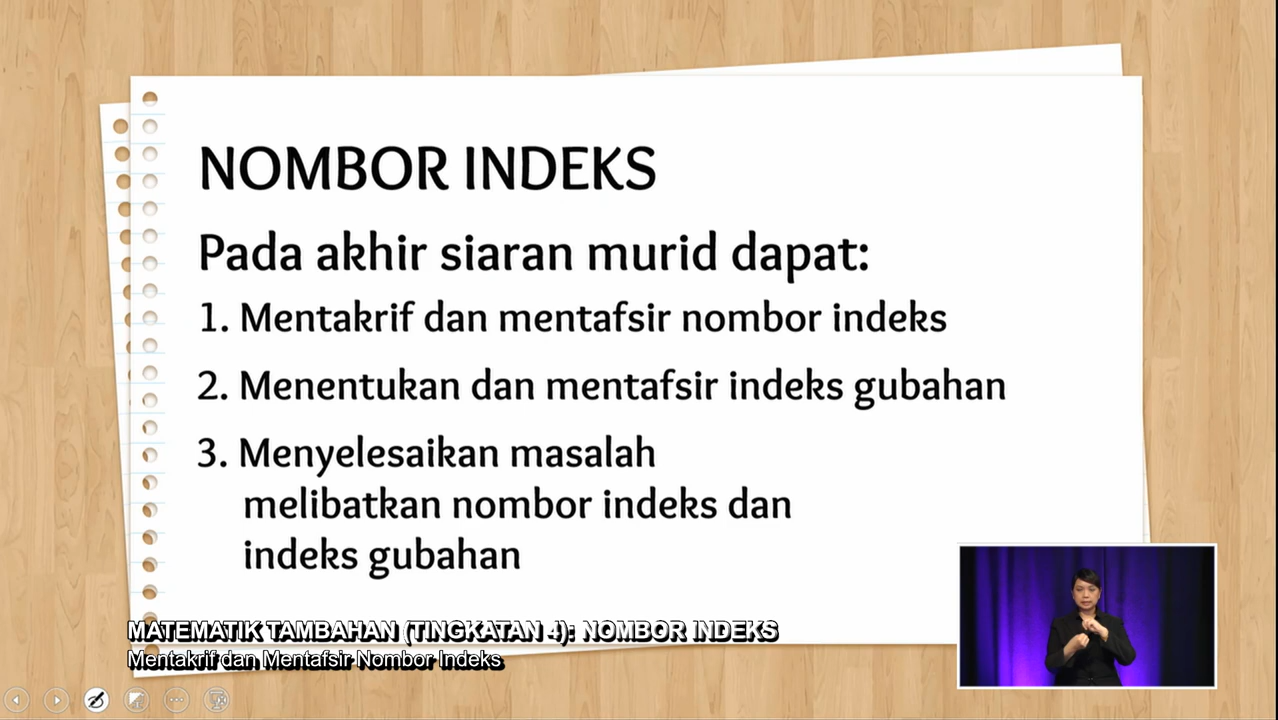 NOMBOR INDEKS
Pada akhir siaran murid dapat:
1. Mentakrif dan mentafsir nombor indeks
2. Menentukan dan mentafsir indeks gubahan
3. Menyelesaikan masalah
melibatkan nombor indeks dan
indeks gubahan
MATEMATIK TAMBAHAN (TINGKATAN 4): NOMBOR INDEKS
Mentakrif dan Mentafsir Nombor Indeks